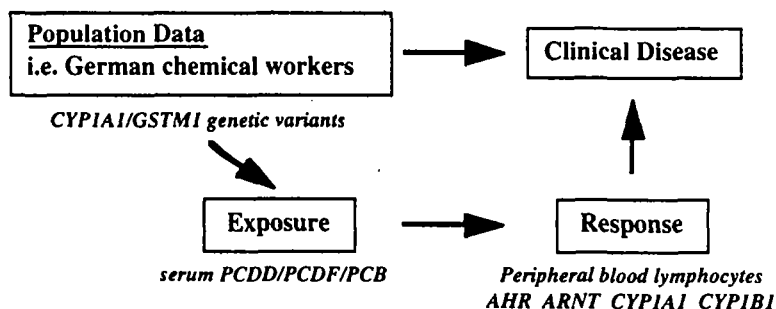 Population Data
i.e. German chemical workers
Clinical Disease
CYP1A1/GSTM1 genetic variants
Exposure
Response
serum PCDD/PCDF/PCB
Peripheral blood lymphocytes
AHR ARNT CYP1A1 CYP1B1